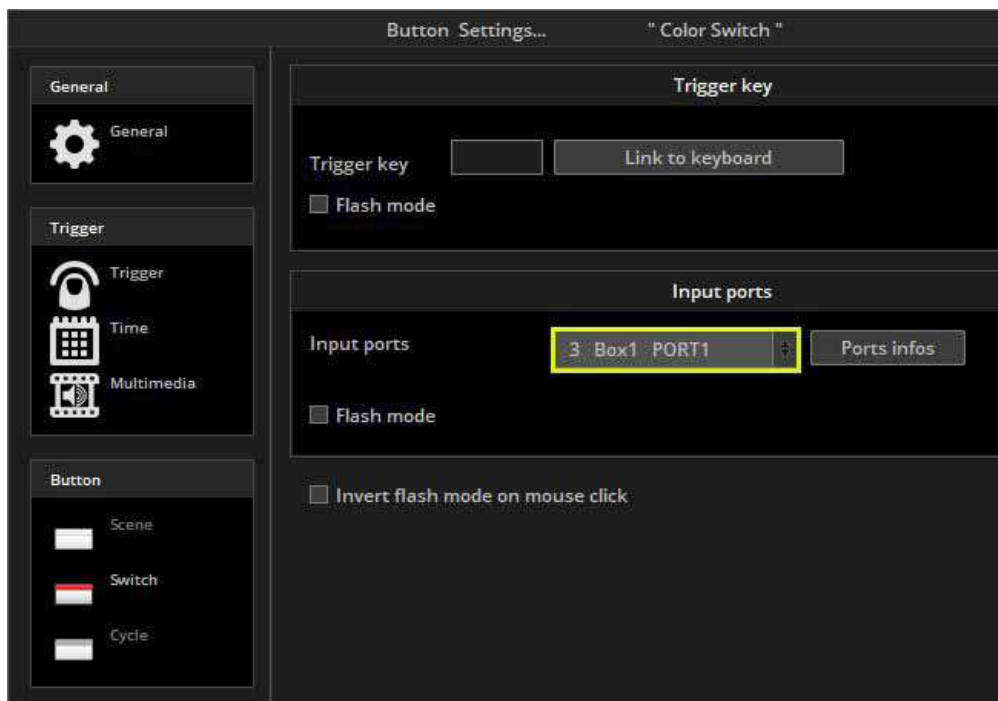 Button Settings... " Color Switch "
General
General
Trigger
Trigger
Time
Multimedia
Button
Scene
Switch
Cycle
Trigger key
Trigger key Link to keyboard
Flash mode
Input ports
Input ports 3 Box1 PORT1 Ports infos
Flash mode
Invert flash mode on mouse click